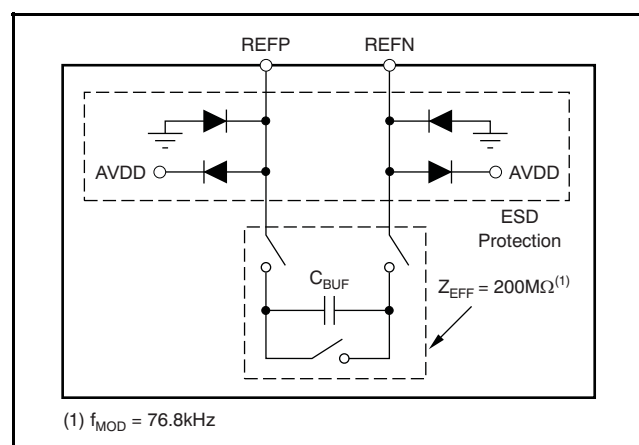 REFP REFN
AVDD AVDD
ESD
Protection
C_BUF
Z_EFF = 200MΩ(1)
(1) f_MOD = 76.8kHz